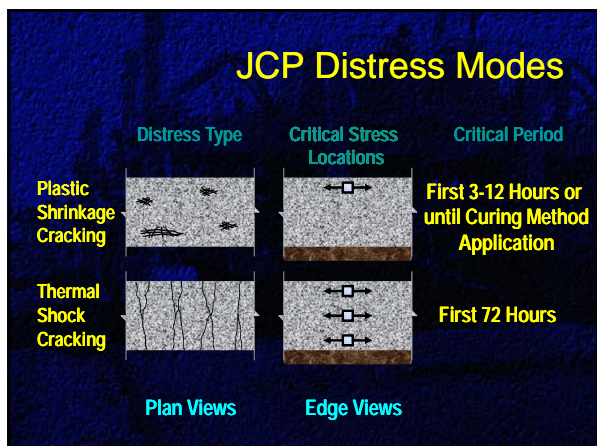 JCP Distress Modes
Distress Type
Critical Stress
Locations
Critical Period
Plastic
Shrinkage
Cracking
First 3-12 Hours or
until Curing Method
Application
Thermal
Shock
Cracking
First 72 Hours
Plan Views
Edge Views